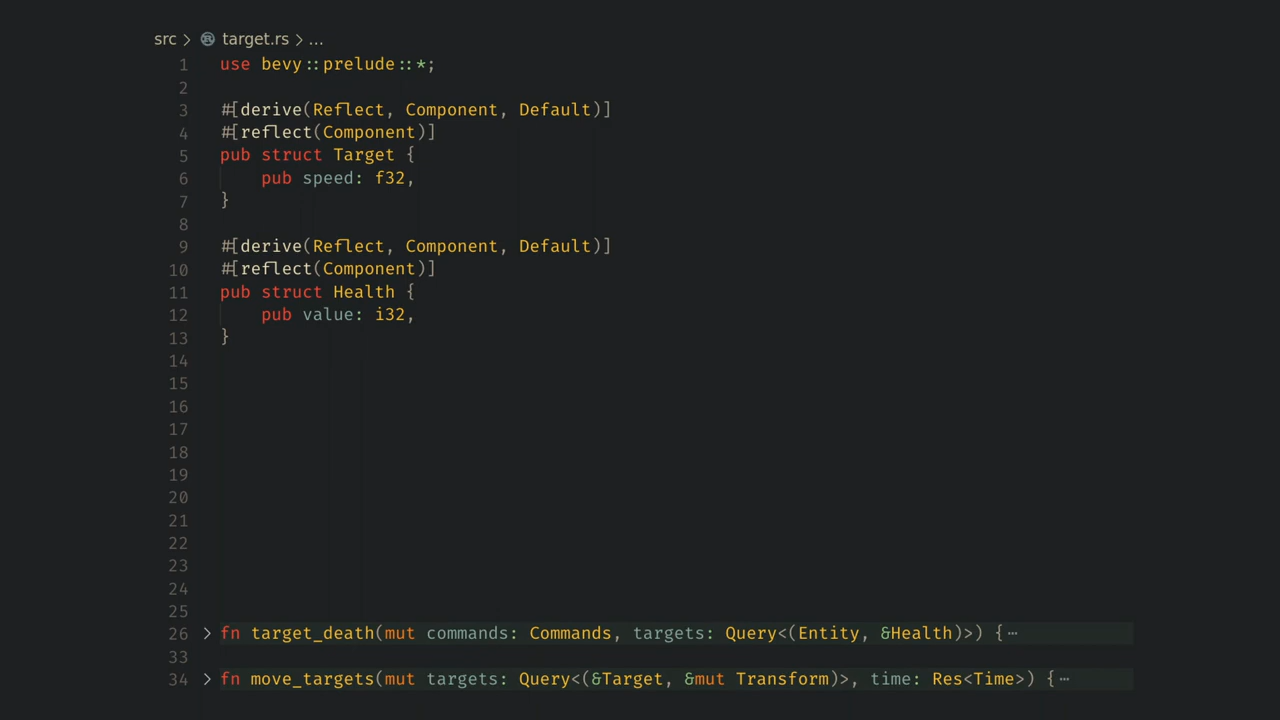 src > target.rs > ...
1 use bevy::prelude::*;
2
3 #[derive(Reflect, Component, Default)]
4 #[reflect(Component)]
5 pub struct Target {
6     pub speed: f32,
7 }
8
9 #[derive(Reflect, Component, Default)]
10 #[reflect(Component)]
11 pub struct Health {
12     pub value: i32,
13 }
14
15
16
17
18
19
20
21
22
23
24
25
26 > fn target_death(mut commands: Commands, targets: Query<(Entity, &Health)>) {⋯
33
34 > fn move_targets(mut targets: Query<(&Target, &mut Transform)>, time: Res<Time>) {⋯